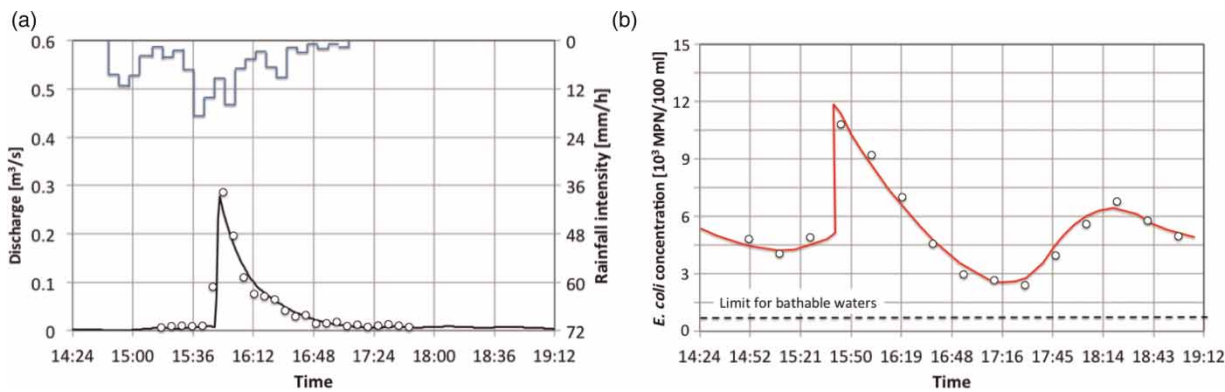 (a)
0.6
0.5
0.4
0.3
0.2
0.1
0
Discharge [m³/s]
0
12
24
36
48
60
72
Rainfall intensity [mm/h]
14:24 15:00 15:36 16:12 16:48 17:24 18:00 18:36 19:12
Time
(b)
15
12
9
6
3
0
E. coli concentration [10³ MPN/100 ml]
Limit for bathable waters
14:24 14:52 15:21 15:50 16:19 16:48 17:16 17:45 18:14 18:43 19:12
Time